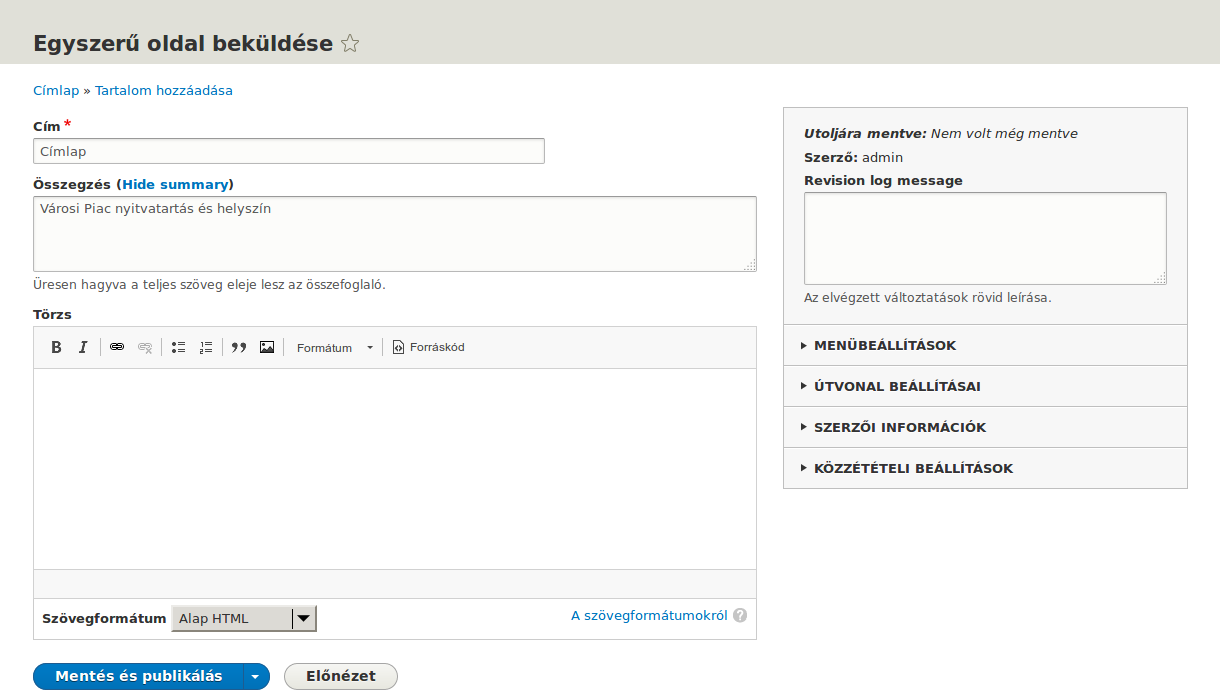 Egyszerű oldal beküldése
Címlap » Tartalom hozzáadása
Cím *
Címlap
Összegzés (Hide summary)
Városi Piac nyitvatartás és helyszín
Üresen hagyva a teljes szöveg eleje lesz az összefoglaló.
Törzs
B I Formátum Forráskód
Szövegformátum Alap HTML A szövegformátumokról ?
Mentés és publikálás Előnézet
Utoljára mentve: Nem volt még mentve
Szerző: admin
Revision log message
Az elvégzett változtatások rövid leírása.
MENÜBEÁLLÍTÁSOK
ÚTVONAL BEÁLLÍTÁSAI
SZERZŐI INFORMÁCIÓK
KÖZZÉTÉTELI BEÁLLÍTÁSOK